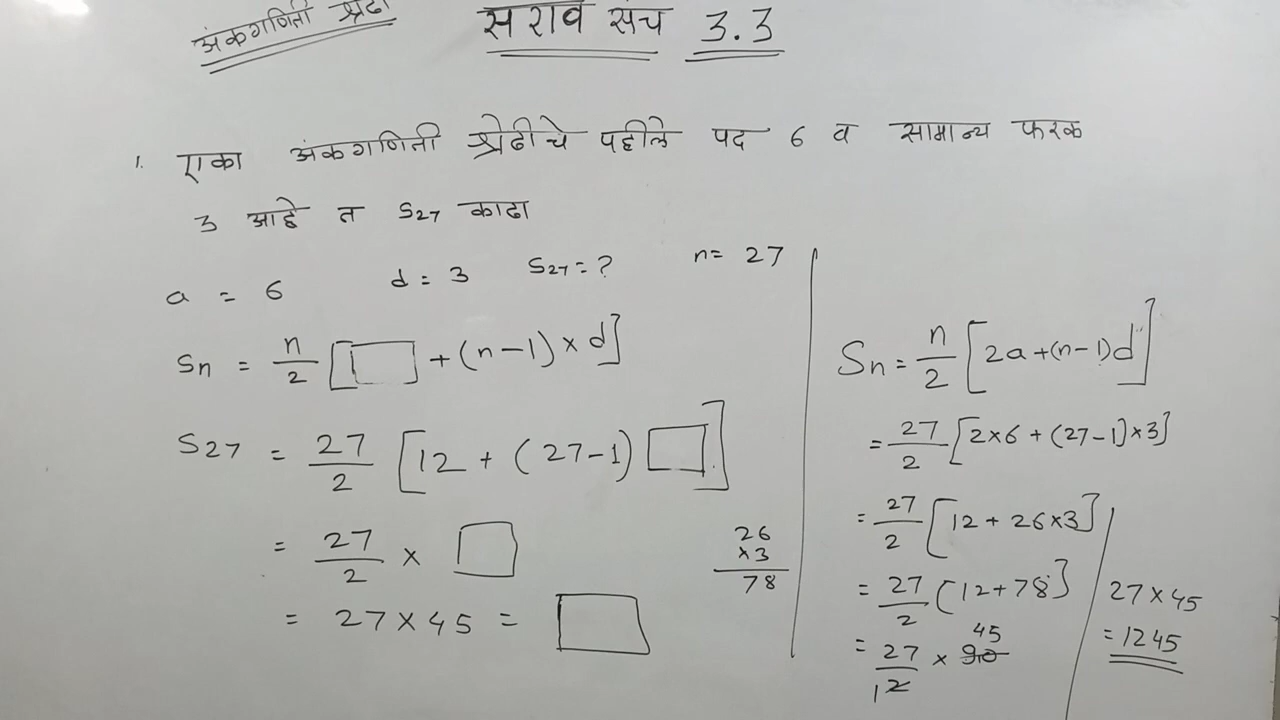 अंकगणिती श्रेढी
सराव संच 3.3
1. एका अंकगणिती श्रेढीचे पहीले पद 6 व सामान्य फरक
3 आहे त S27 काढा
a = 6 d = 3 S27 = ? n = 27
Sn = n/2 [ □ + (n-1) × d]
S27 = 27/2 [12 + (27-1) □ ]
= 27/2 × □
= 27 × 45 = □
26
×3
78
Sn = n/2 [2a+(n-1)d]
= 27/2 [2×6 + (27-1)×3]
= 27/2 [12 + 26×3]
= 27/2 (12+78]
= 27/2 × 90
45
1
27 × 45
= 1245